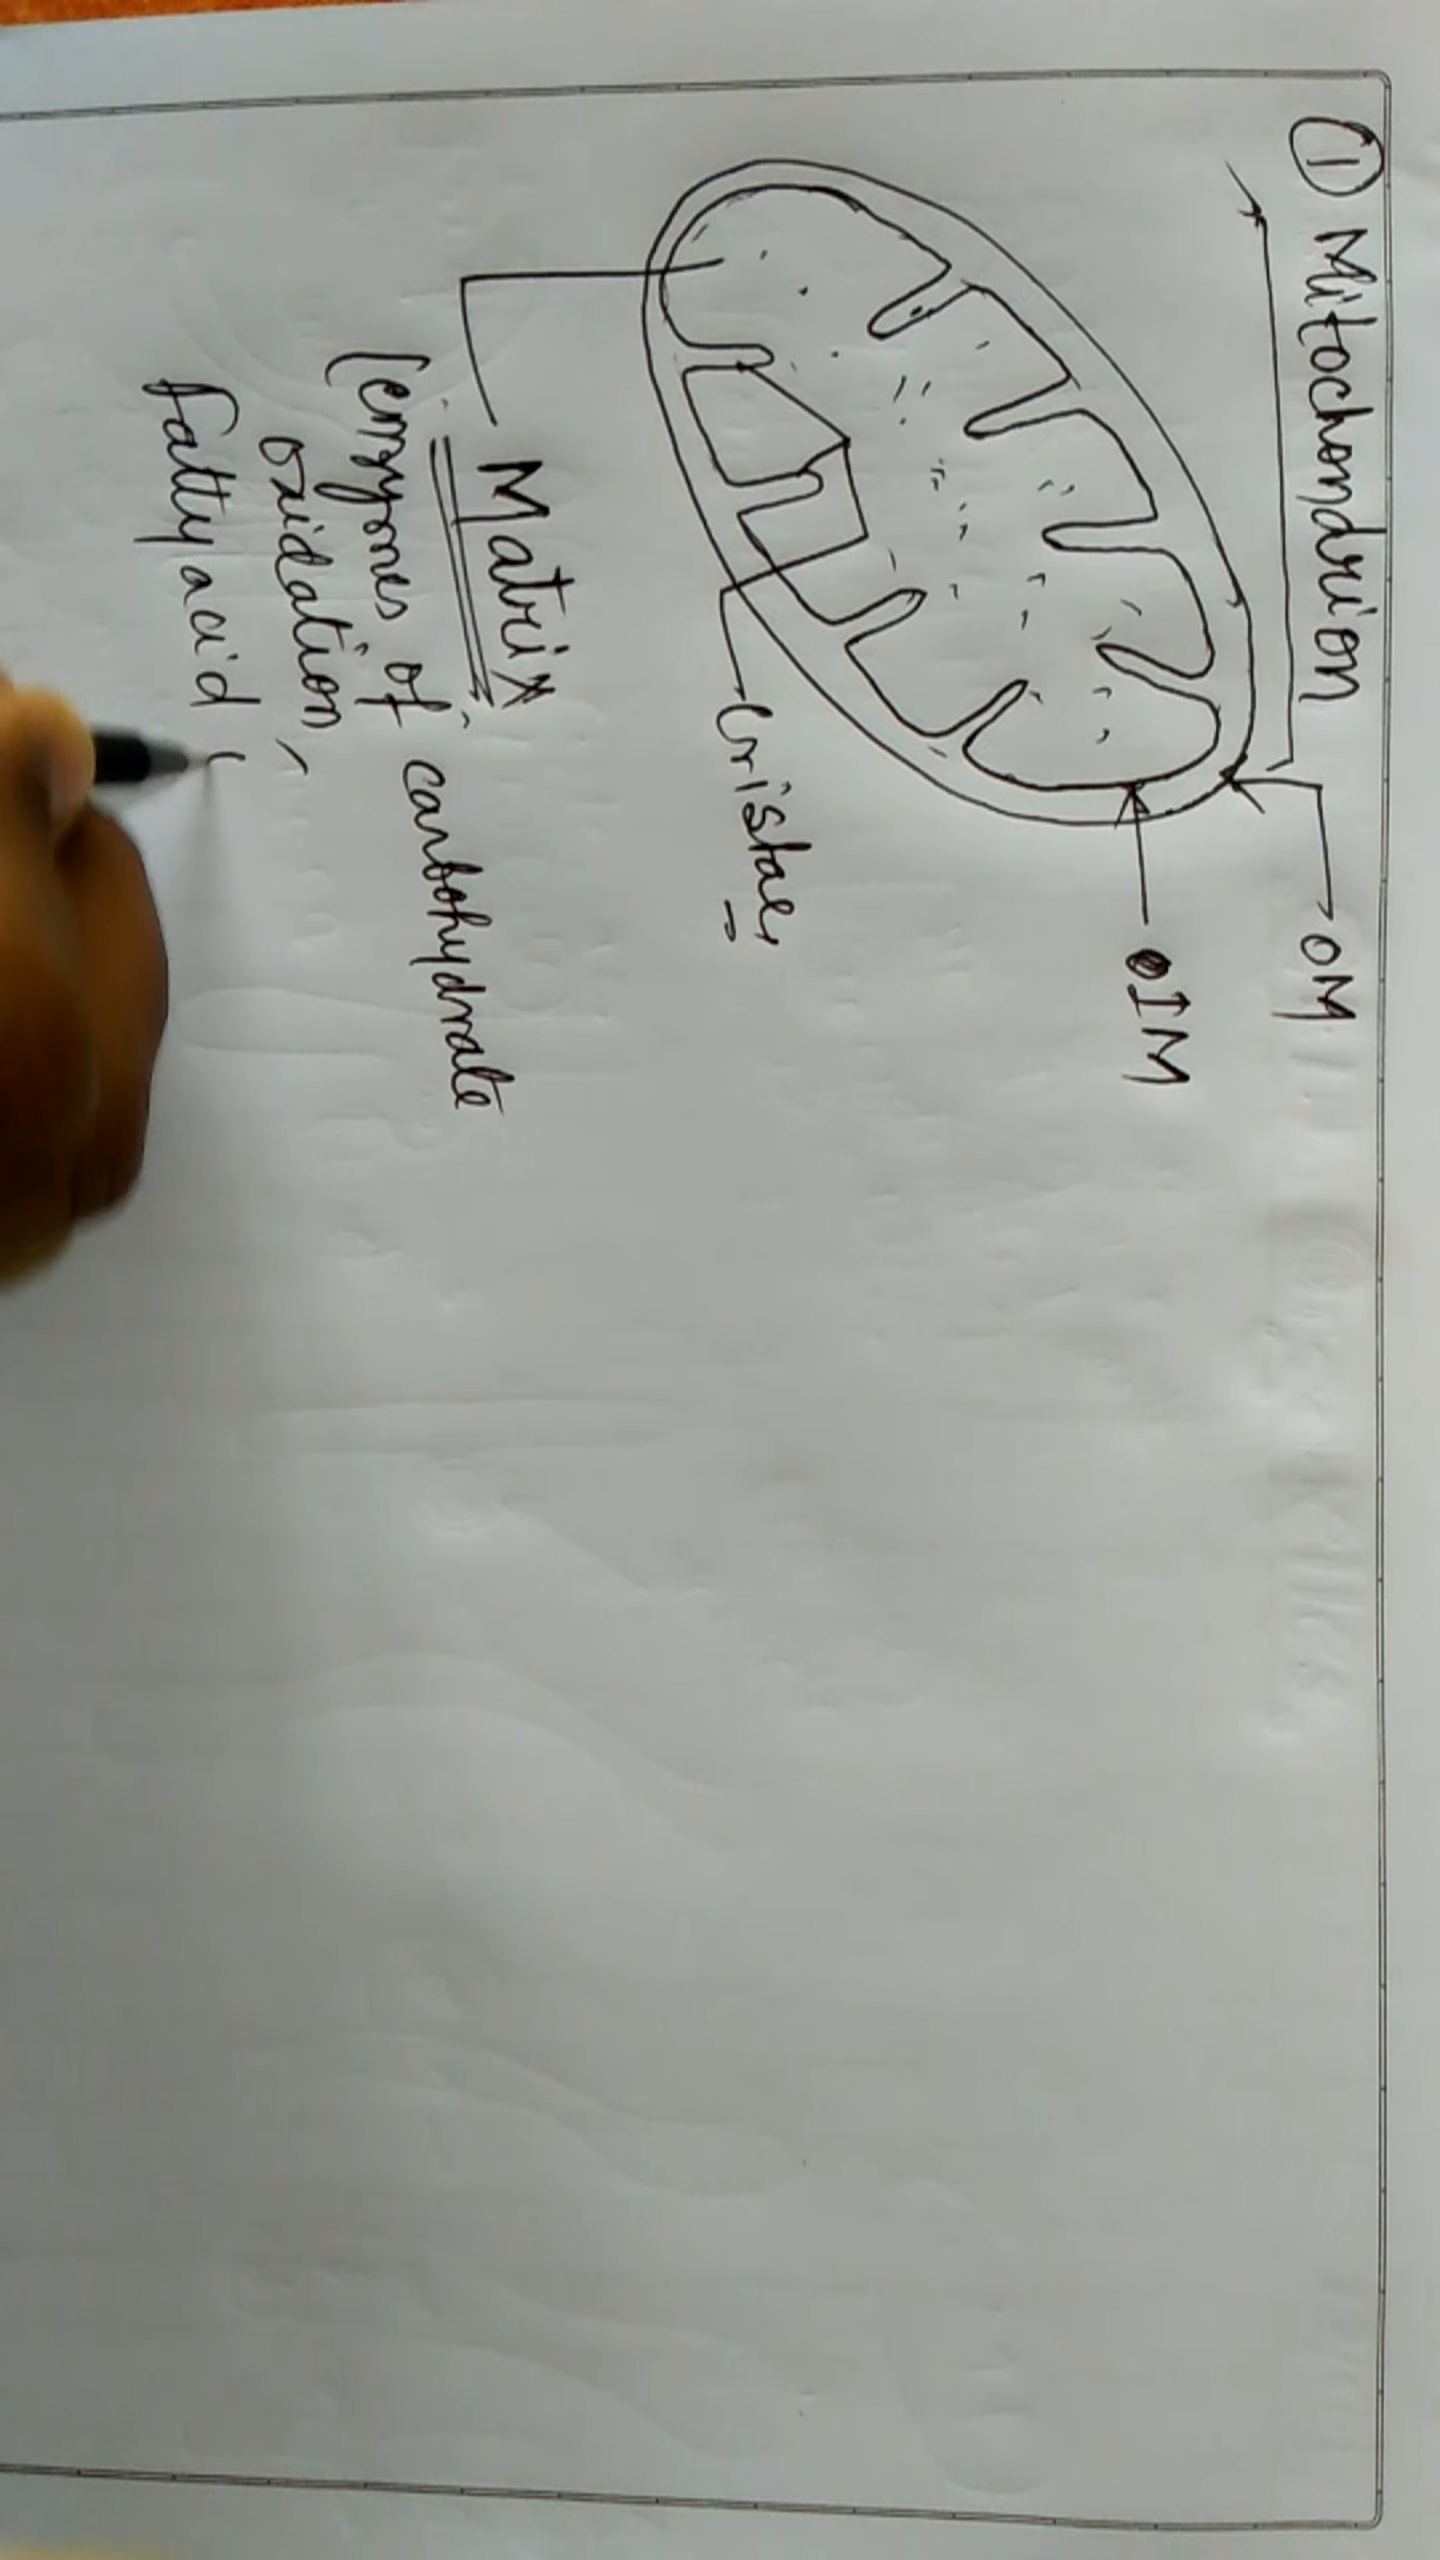 ① Mitochondrion
OM
IM
Cristae
Matrix
(enzymes of carbohydrate
oxidation,
fatty acid